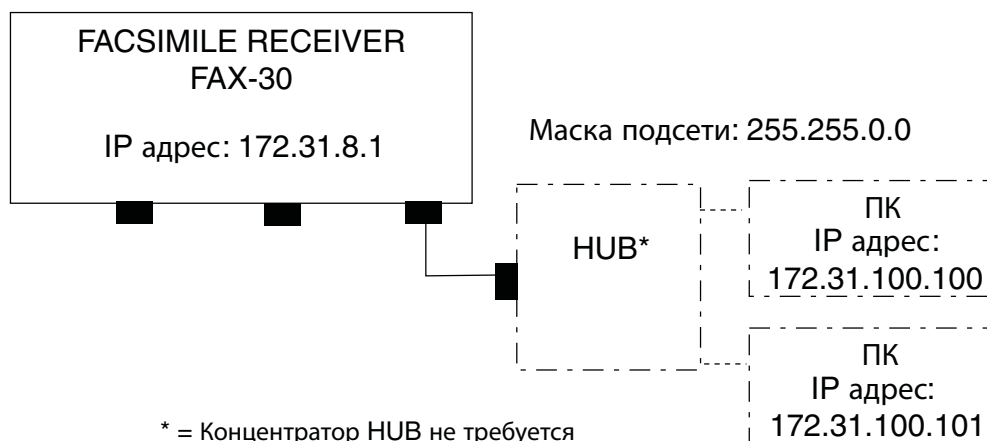 FACSIMILE RECEIVER
FAX-30
IP адрес: 172.31.8.1
Маска подсети: 255.255.0.0
HUB*
ПК
IP адрес:
172.31.100.100
ПК
IP адрес:
172.31.100.101
* = Концентратор HUB не требуется